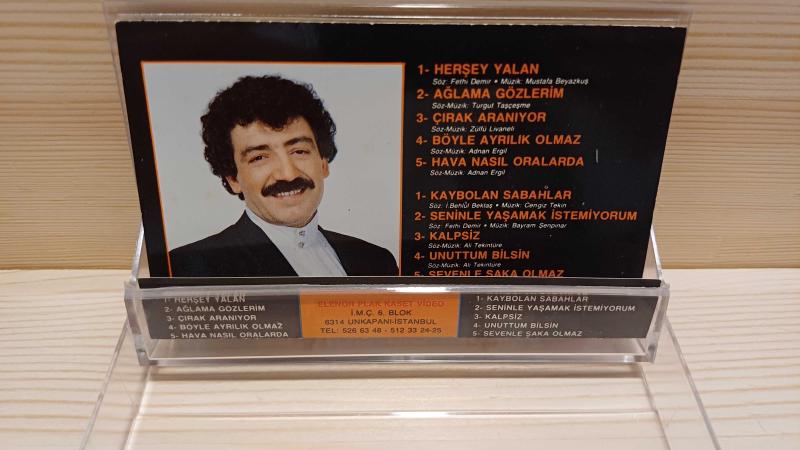 1- HERŞEY YALAN
Söz: Fethi Demir • Müzik: Mustafa Beyazkuş
2- AĞLAMA GÖZLERİM
Söz-Müzik: Turgut Taşçeşme
3- ÇIRAK ARANIYOR
Söz-Müzik: Zülfü Livaneli
4- BÖYLE AYRILIK OLMAZ
Söz-Müzik: Adnan Ergil
5- HAVA NASIL ORALARDA
Söz-Müzik: Adnan Ergil
1- KAYBOLAN SABAHLAR
Söz: İ.Behlül Bektaş • Müzik: Cengiz Tekin
2- SENİNLE YAŞAMAK İSTEMİYORUM
Söz: Fethi Demir • Müzik: Bayram Şenpınar
3- KALPSİZ
Söz-Müzik: Ali Tekintüre
4- UNUTTUM BİLSİN
Söz-Müzik: Ali Tekintüre
5- SEVENLE ŞAKA OLMAZ
1- HERŞEY YALAN
2- AĞLAMA GÖZLERİM
3- ÇIRAK ARANIYOR
4- BÖYLE AYRILIK OLMAZ
5- HAVA NASIL ORALARDA
ELENOR PLAK KASET VİDEO
İ.M.Ç. 6. BLOK
6314 UNKAPANI-İSTANBUL
TEL: 526 63 48 - 512 33 24-25
1- KAYBOLAN SABAHLAR
2- SENİNLE YAŞAMAK İSTEMİYORUM
3- KALPSİZ
4- UNUTTUM BİLSİN
5- SEVENLE ŞAKA OLMAZ